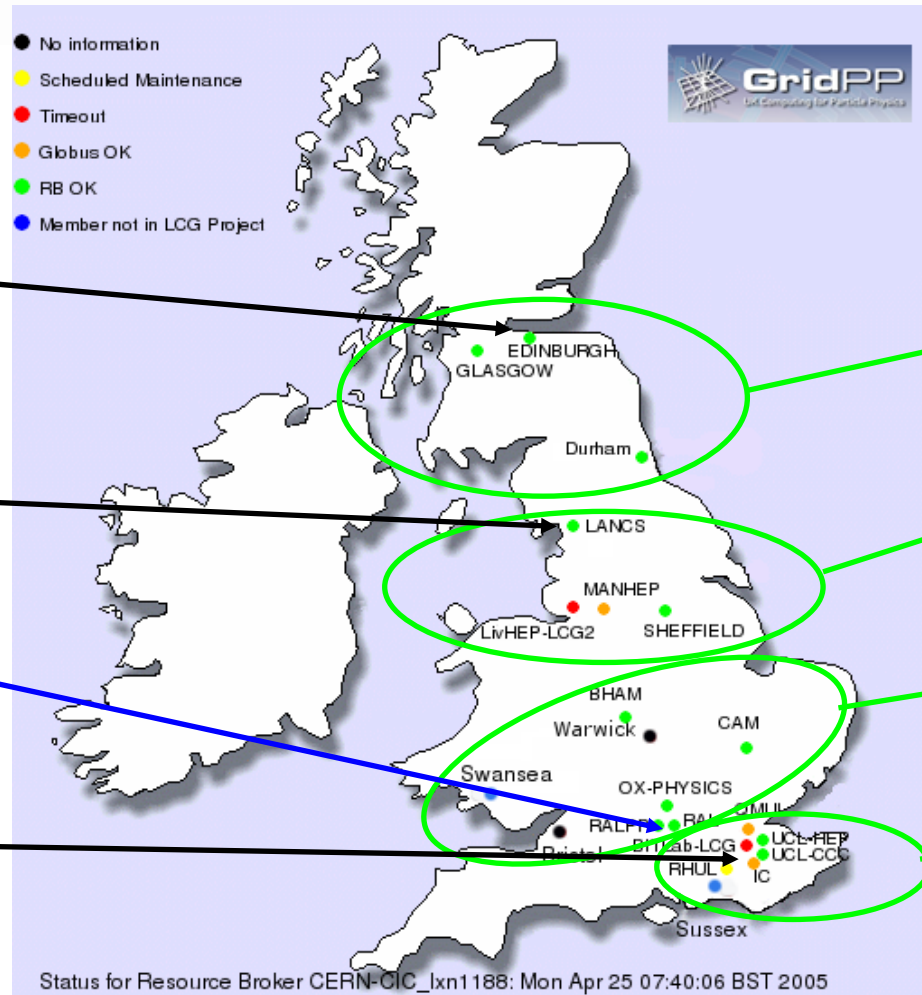 No information
Scheduled Maintenance
Timeout
Globus OK
RB OK
Member not in LCG Project
GridPP
UK Computing for Particle Physics
EDINBURGH
GLASGOW
Durham
LANCS
MANHEP
LivHEP-LCG2
SHEFFIELD
BHAM
Warwick
CAM
Swansea
OX-PHYSICS
QMUL
RALPP
RAL
Bristol
UCL-HEP
UCL-CCC
RHUL
IC
Sussex
Status for Resource Broker CERN-CIC_lxn1188: Mon Apr 25 07:40:06 BST 2005